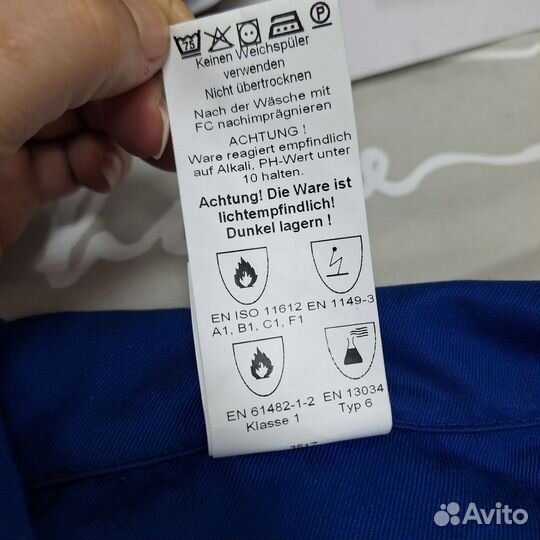 75
P
Keinen Weichspüler
verwenden
Nicht übertrocknen
Nach der Wäsche mit
FC nachimprägnieren
ACHTUNG !
Ware reagiert empfindlich
auf Alkali, PH-Wert unter
10 halten.
Achtung! Die Ware ist
lichtempfindlich!
Dunkel lagern !
EN ISO 11612 EN 1149-3
A1, B1, C1, F1
EN 61482-1-2 EN 13034
Klasse 1 Typ 6
Avito